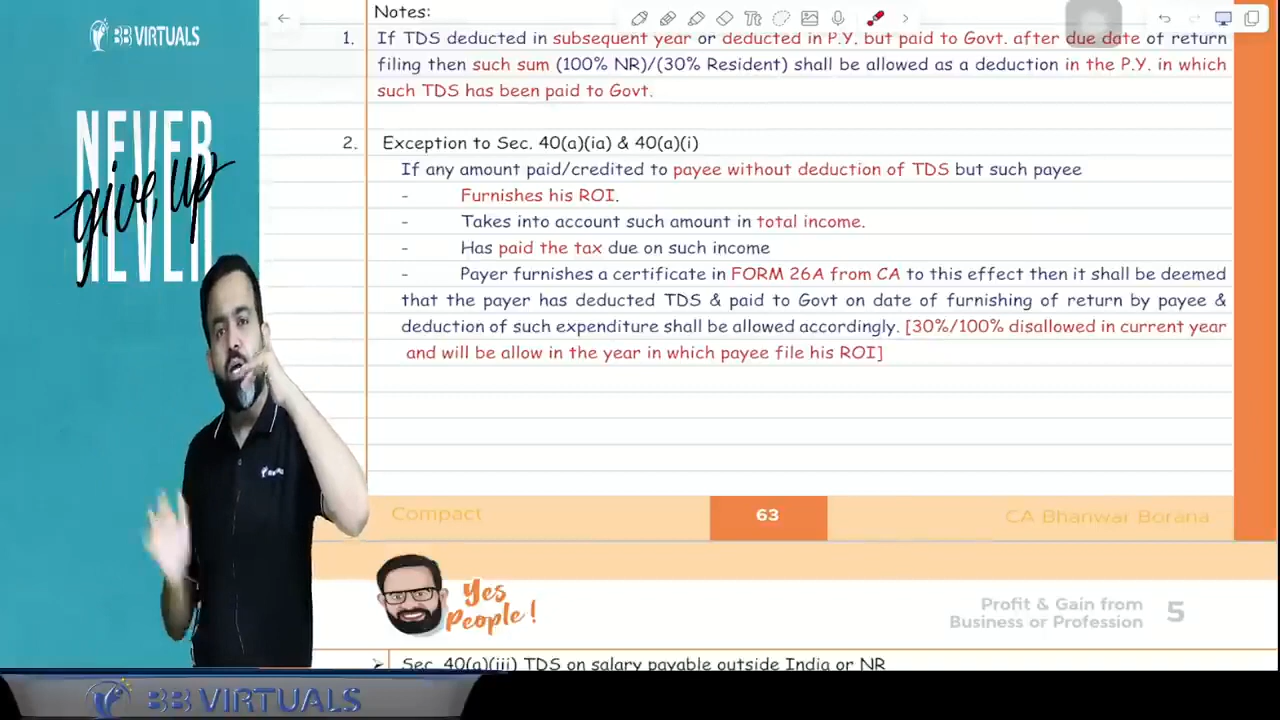 BB VIRTUALS
NEVER
give up
NEVER
Notes:
1. If TDS deducted in subsequent year or deducted in P.Y. but paid to Govt. after due date of return
filing then such sum (100% NR)/(30% Resident) shall be allowed as a deduction in the P.Y. in which
such TDS has been paid to Govt.
2. Exception to Sec. 40(a)(ia) & 40(a)(i)
If any amount paid/credited to payee without deduction of TDS but such payee
- Furnishes his ROI.
- Takes into account such amount in total income.
- Has paid the tax due on such income
- Payer furnishes a certificate in FORM 26A from CA to this effect then it shall be deemed
that the payer has deducted TDS & paid to Govt on date of furnishing of return by payee &
deduction of such expenditure shall be allowed accordingly. [30%/100% disallowed in current year
and will be allow in the year in which payee file his ROI]
Compact 63 CA Bhanwar Borana
Yes
People!
Profit & Gain from
Business or Profession 5
➢ Sec. 40(a)(iii) TDS on salary payable outside India or NR
BB VIRTUALS